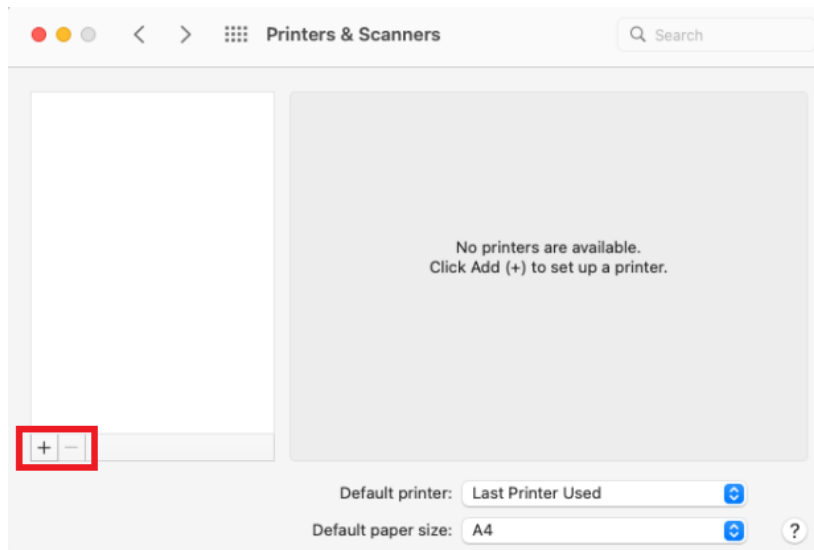 Printers & Scanners
Search
No printers are available.
Click Add (+) to set up a printer.
+ −
Default printer: Last Printer Used
Default paper size: A4
?